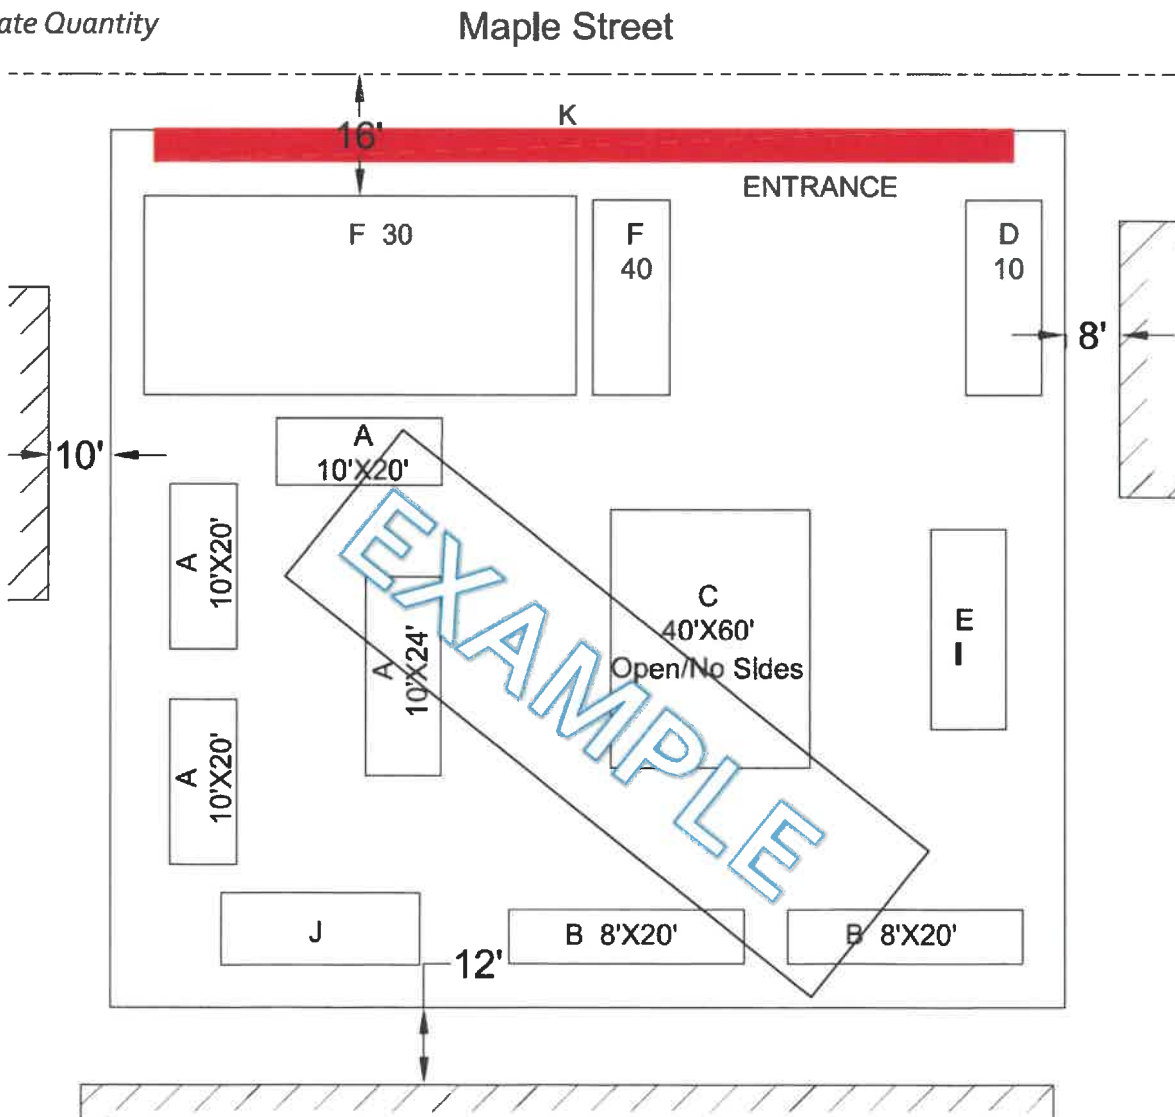 ate Quantity
Maple Street
K
16'
ENTRANCE
F 30
F
40
D
10
8'
10'
A
10'X20'
A
10'X20'
A
10'X24'
C
40'X60'
Open/No Sides
E
I
EXAMPLE
A
10'X20'
J
B 8'X20'
B 8'X20'
12'